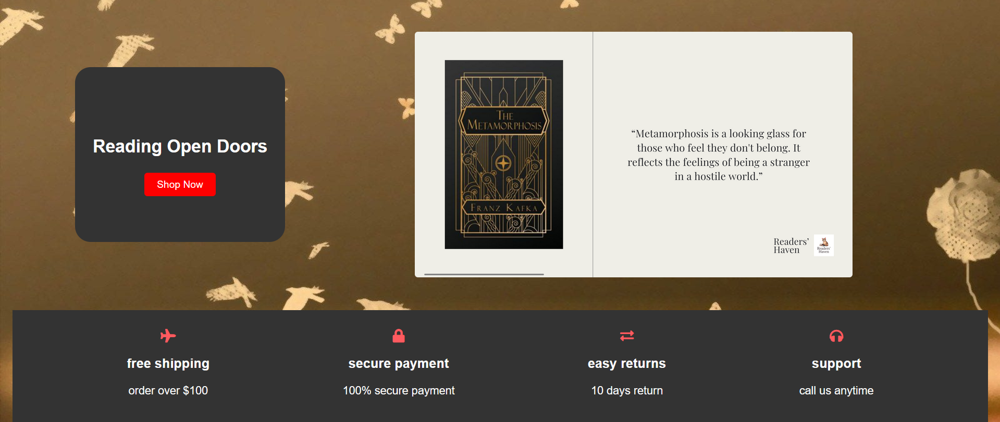 Reading Open Doors
Shop Now
THE
METAMORPHOSIS
FRANZ KAFKA
“Metamorphosis is a looking glass for
those who feel they don't belong. It
reflects the feelings of being a stranger
in a hostile world.”
Readers’
Haven
Readers'
Haven
free shipping
order over $100
secure payment
100% secure payment
easy returns
10 days return
support
call us anytime